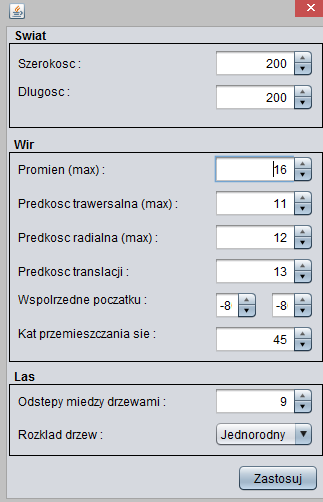 Swiat
Szerokosc : 200
Dlugosc : 200
Wir
Promien (max) : 16
Predkosc trawersalna (max) : 11
Predkosc radialna (max) : 12
Predkosc translacji : 13
Wspolrzedne poczatku : -8 -8
Kat przemieszczania sie : 45
Las
Odstepy miedzy drzewami : 9
Rozklad drzew : Jednorodny
Zastosuj